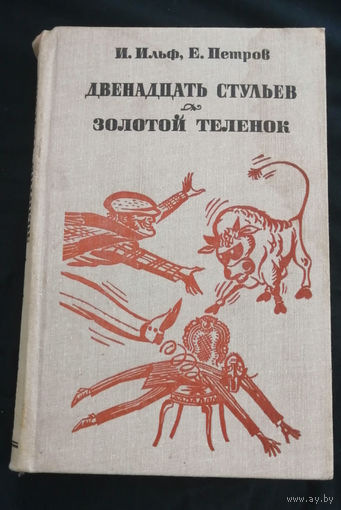 И. Ильф, Е. Петров
ДВЕНАДЦАТЬ СТУЛЬЕВ
ЗОЛОТОЙ ТЕЛЕНОК
www.ay.by